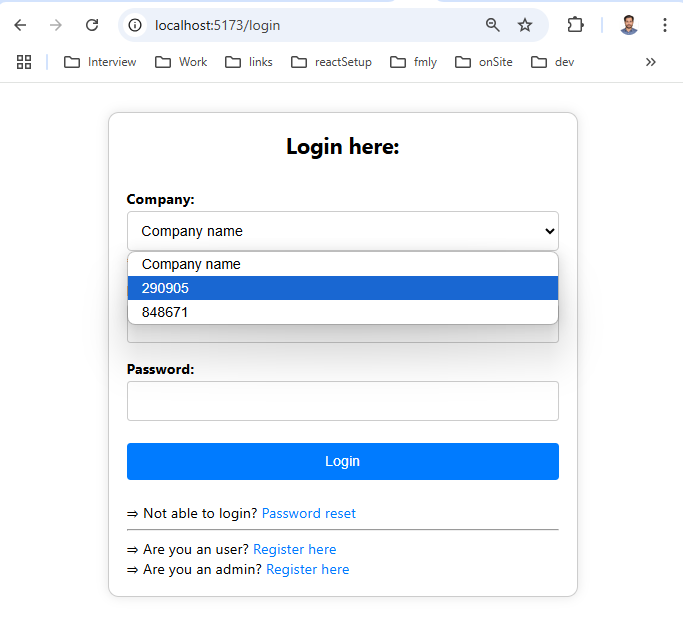 localhost:5173/login
Interview Work links reactSetup fmly onSite dev
Login here:
Company:
Company name
Company name
290905
848671
Password:
Login
⇒ Not able to login? Password reset
⇒ Are you an user? Register here
⇒ Are you an admin? Register here